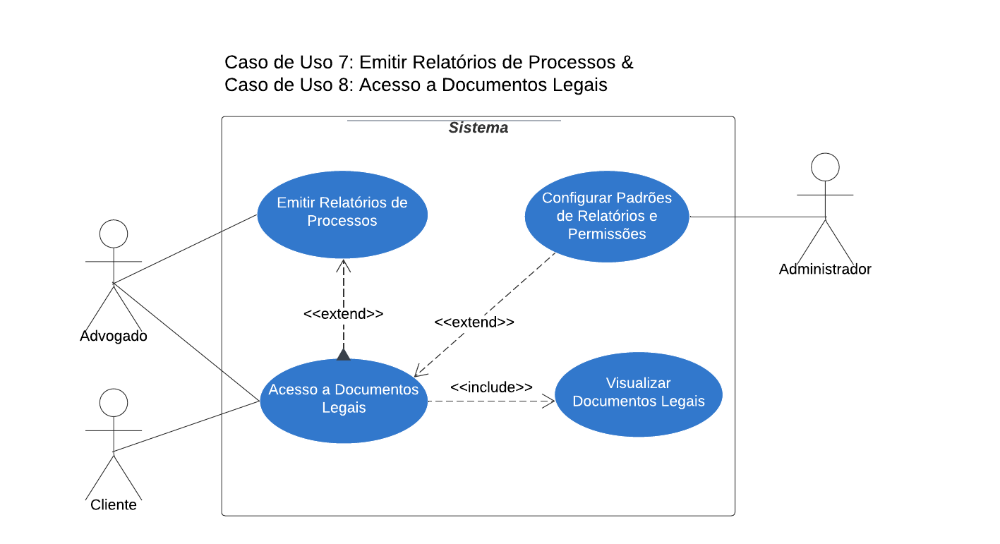 Caso de Uso 7: Emitir Relatórios de Processos &
Caso de Uso 8: Acesso a Documentos Legais
Sistema
Emitir Relatórios de
Processos
Configurar Padrões
de Relatórios e
Permissões
Administrador
<<extend>>
<<extend>>
Advogado
Acesso a Documentos
Legais
<<include>>
Visualizar
Documentos Legais
Cliente